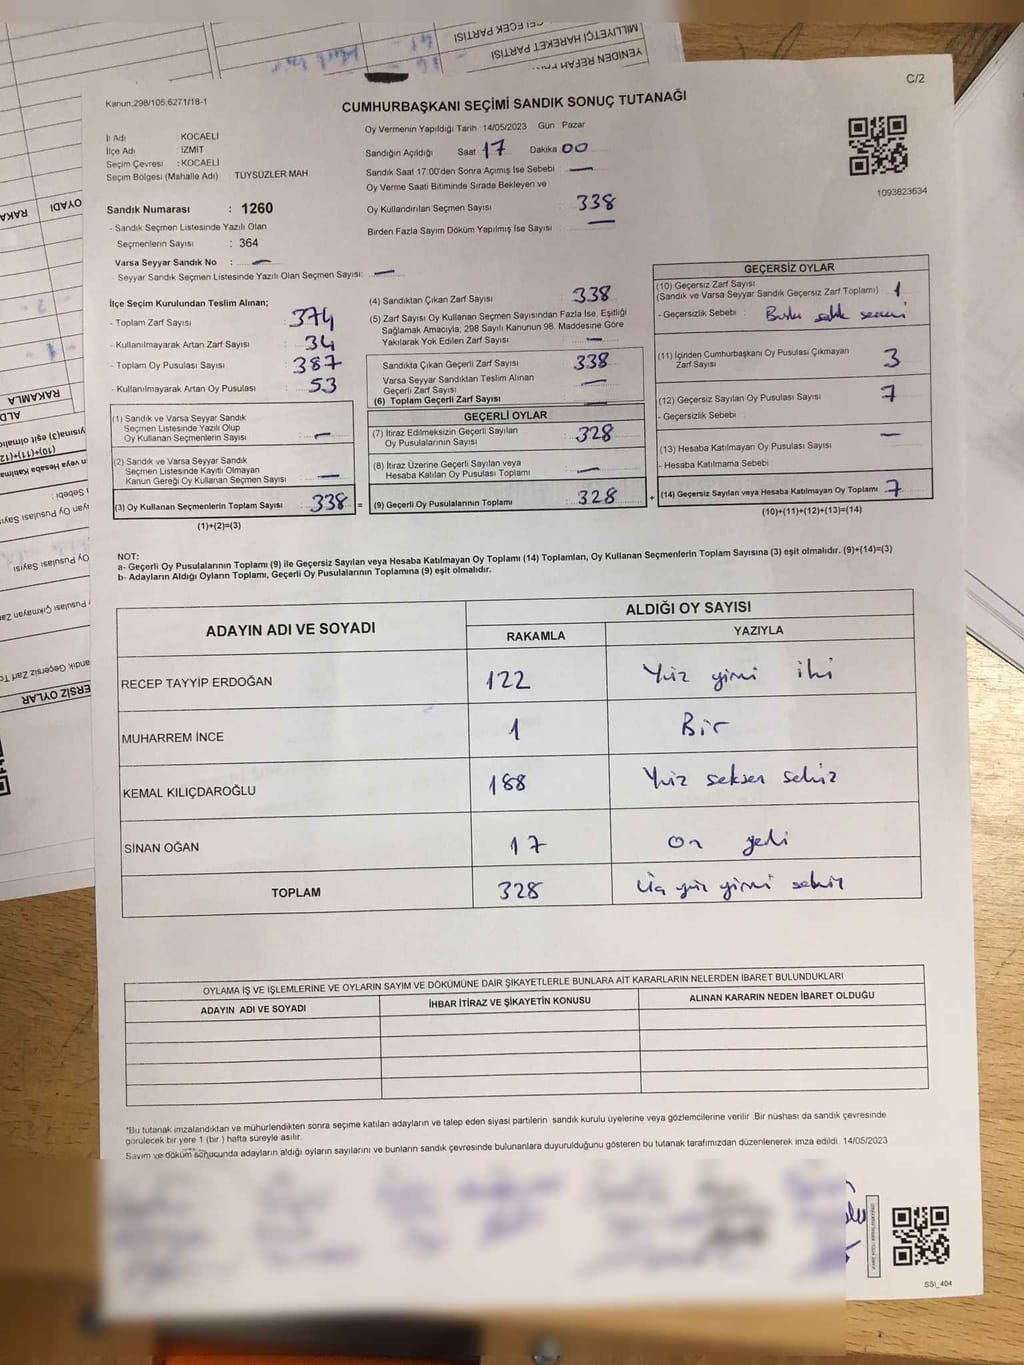 GELECEK PARTİSİ
MİLLİYETÇİ HAREKET PARTİSİ
YENİDEN REFAH
C/2
Kanun:298/105;6271/18-1
CUMHURBAŞKANI SEÇİMİ SANDIK SONUÇ TUTANAĞI
İl Adı : KOCAELİ
İlçe Adı : İZMİT
Seçim Çevresi : KOCAELİ
Seçim Bölgesi (Mahalle Adı) TÜYSÜZLER MAH.
Oy Vermenin Yapıldığı Tarih 14/05/2023 Gün Pazar
Sandığın Açıldığı Saat 17 Dakika 00
Sandık Saat 17:00'den Sonra Açımış İse Sebebi : —
Oy Verme Saati Bitiminde Sırada Bekleyen ve
Oy Kullandırılan Seçmen Sayısı : 338
Birden Fazla Sayım Döküm Yapılmış İse Sayısı : —
1093823634
Sandık Numarası : 1260
- Sandık Seçmen Listesinde Yazılı Olan
Seçmenlerin Sayısı : 364
Varsa Seyyar Sandık No : —
- Seyyar Sandık Seçmen Listesinde Yazılı Olan Seçmen Sayısı: —
İlçe Seçim Kurulundan Teslim Alınan;
- Toplam Zarf Sayısı : 374
- Kullanılmayarak Artan Zarf Sayısı : 34
- Toplam Oy Pusulası Sayısı : 387
- Kullanılmayarak Artan Oy Pusulası : 53
(1) Sandık ve Varsa Seyyar Sandık
Seçmen Listesinde Yazılı Olup
Oy Kullanan Seçmenlerin Sayısı : —
(2) Sandık ve Varsa Seyyar Sandık
Seçmen Listesinde Kayıtlı Olmayan
Kanun Gereği Oy Kullanan Seçmen Sayısı : —
(3) Oy Kullanan Seçmenlerin Toplam Sayısı : 338 =
(1)+(2)=(3)
(4) Sandıktan Çıkan Zarf Sayısı : 338
(5) Zarf Sayısı Oy Kullanan Seçmen Sayısından Fazla İse, Eşitliği
Sağlamak Amacıyla; 298 Sayılı Kanunun 98. Maddesine Göre
Yakılarak Yok Edilen Zarf Sayısı : —
Sandıkta Çıkan Geçerli Zarf Sayısı : 338
Varsa Seyyar Sandıktan Teslim Alınan
Geçerli Zarf Sayısı : —
(6) Toplam Geçerli Zarf Sayısı : —
GEÇERLİ OYLAR
(7) İtiraz Edilmeksizin Geçerli Sayılan
Oy Pusulalarının Sayısı : 328
(8) İtiraz Üzerine Geçerli Sayılan veya
Hesaba Katılan Oy Pusulası Toplamı : —
(9) Geçerli Oy Pusulalarının Toplamı : 328 +
GEÇERSİZ OYLAR
(10) Geçersiz Zarf Sayısı
(Sandık ve Varsa Seyyar Sandık Geçersiz Zarf Toplamı) : 1
- Geçersizlik Sebebi :
(11) İçinden Cumhurbaşkanı Oy Pusulası Çıkmayan
Zarf Sayısı 3
(12) Geçersiz Sayılan Oy Pusulası Sayısı : 7
- Geçersizlik Sebebi :
(13) Hesaba Katılmayan Oy Pusulası Sayısı : —
- Hesaba Katılmama Sebebi :
(14) Geçersiz Sayılan veya Hesaba Katılmayan Oy Toplamı : 7
(10)+(11)+(12)+(13)=(14)
NOT:
a- Geçerli Oy Pusulalarının Toplamı (9) ile Geçersiz Sayılan veya Hesaba Katılmayan Oy Toplamı (14) Toplamları, Oy Kullanan Seçmenlerin Toplam Sayısına (3) eşit olmalıdır. (9)+(14)=(3)
b- Adayların Aldığı Oyların Toplamı, Geçerli Oy Pusulalarının Toplamına (9) eşit olmalıdır.
ADAYIN ADI VE SOYADI
ALDIĞI OY SAYISI
RAKAMLA YAZIYLA
RECEP TAYYİP ERDOĞAN 122 Yüz yirmi iki
MUHARREM İNCE 1 Bir
KEMAL KILIÇDAROĞLU 188 Yüz seksen sekiz
SİNAN OĞAN 17 On yedi
TOPLAM 328 Üç yüz yirmi sekiz
OYLAMA İŞ VE İŞLEMLERİNE VE OYLARIN SAYIM VE DÖKÜMÜNE DAİR ŞİKAYETLERLE BUNLARA AİT KARARLARIN NELERDEN İBARET BULUNDUKLARI
ADAYIN ADI VE SOYADI İHBAR İTİRAZ VE ŞİKAYETİN KONUSU ALINAN KARARIN NEDEN İBARET OLDUĞU
*Bu tutanak imzalandıktan ve mühürlendikten sonra seçime katılan adayların ve talep eden siyasi partilerin sandık kurulu üyelerine veya gözlemcilerine verilir. Bir nüshası da sandık çevresinde
görülecek bir yere 1 (bir ) hafta süreyle asılır.
Sayım ve döküm sonucunda adayların aldığı oyların sayılarını ve bunların sandık çevresinde bulunanlara duyurulduğunu gösteren bu tutanak tarafımızdan düzenlenerek imza edildi. 14/05/2023
SSİ_404